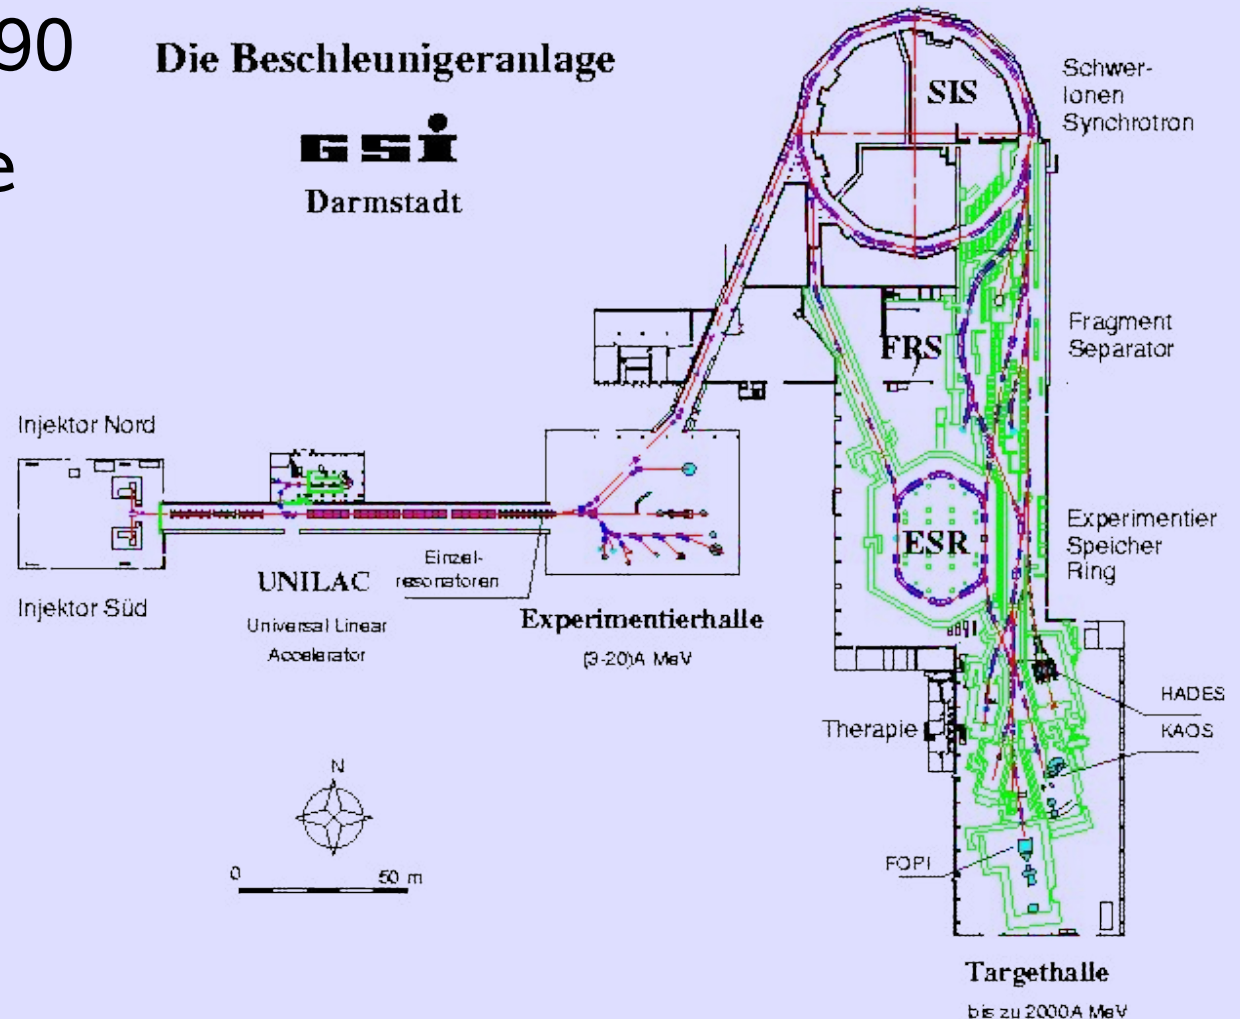 90
e
Die Beschleunigeranlage
GSi
Darmstadt
SIS
Schwer-
Ionen
Synchrotron
FRS
Fragment
Separator
Injektor Nord
Injektor Süd
UNILAC
Universal Linear
Accelerator
Einzel-
resonatoren
Experimentierhalle
(3-20)A MeV
ESR
Experimentier
Speicher
Ring
HADES
KAOS
Therapie
FOPI
N
0 50 m
Targethalle
bis zu 2000A MeV